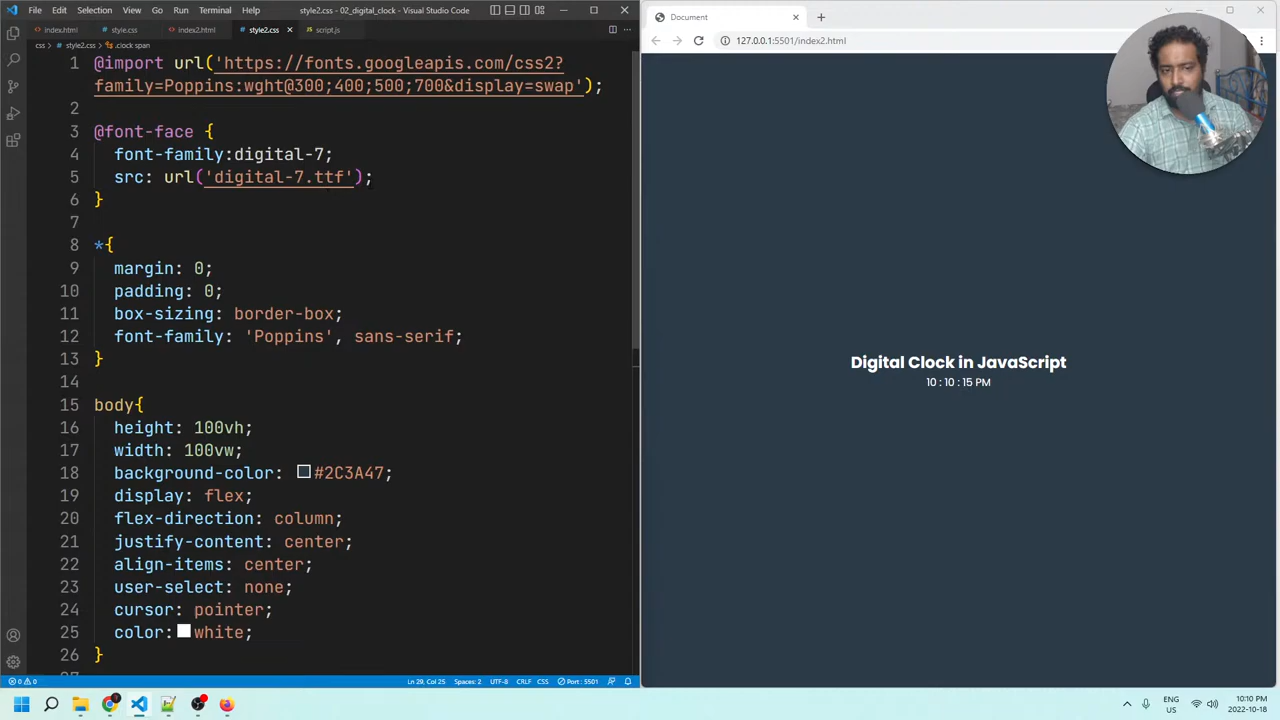 File Edit Selection View Go Run Terminal Help
style2.css - 02_digital_clock - Visual Studio Code
index.html style.css index2.html style2.css script.js
css > style2.css > .clock span
1 @import url('https://fonts.googleapis.com/css2?
family=Poppins:wght@300;400;500;700&display=swap');
2
3 @font-face {
4 font-family:digital-7;
5 src: url('digital-7.ttf');
6 }
7
8 *{
9 margin: 0;
10 padding: 0;
11 box-sizing: border-box;
12 font-family: 'Poppins', sans-serif;
13 }
14
15 body{
16 height: 100vh;
17 width: 100vw;
18 background-color: #2C3A47;
19 display: flex;
20 flex-direction: column;
21 justify-content: center;
22 align-items: center;
23 user-select: none;
24 cursor: pointer;
25 color: white;
26 }
0 0
Ln 29, Col 25 Spaces: 2 UTF-8 CRLF CSS Port : 5501
Document
127.0.0.1:5501/index2.html
Digital Clock in JavaScript
10 : 10 : 15 PM
ENG
US
10:10 PM
2022-10-18